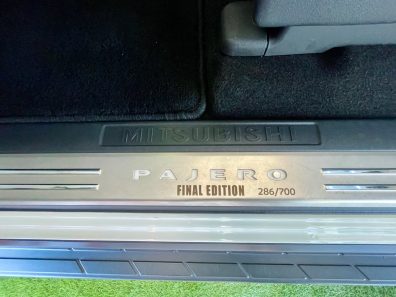 MITSUBISHI
PAJERO
FINAL EDITION 286/700